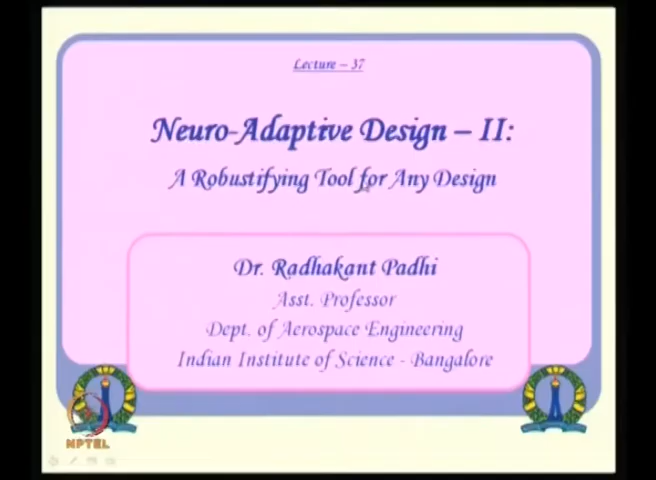 Lecture – 37
Neuro-Adaptive Design – II:
A Robustifying Tool for Any Design
Dr. Radhakant Padhi
Asst. Professor
Dept. of Aerospace Engineering
Indian Institute of Science - Bangalore
NPTEL